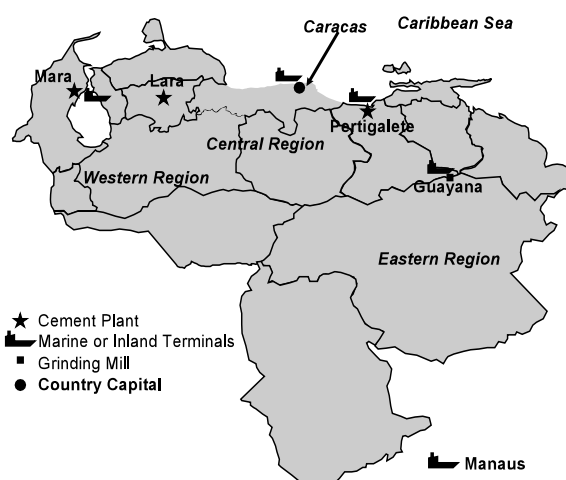 Caracas
Caribbean Sea
Mara
Lara
Pertigalete
Central Region
Western Region
Guayana
Eastern Region
Cement Plant
Marine or Inland Terminals
Grinding Mill
Country Capital
Manaus